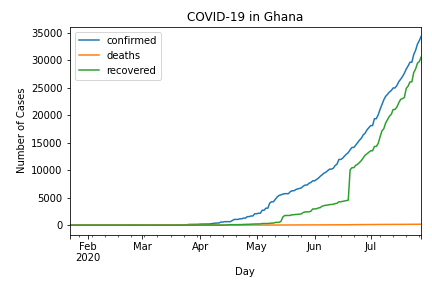 COVID-19 in Ghana
confirmed
deaths
recovered
Number of Cases
35000
30000
25000
20000
15000
10000
5000
0
Feb Mar Apr May Jun Jul
2020
Day